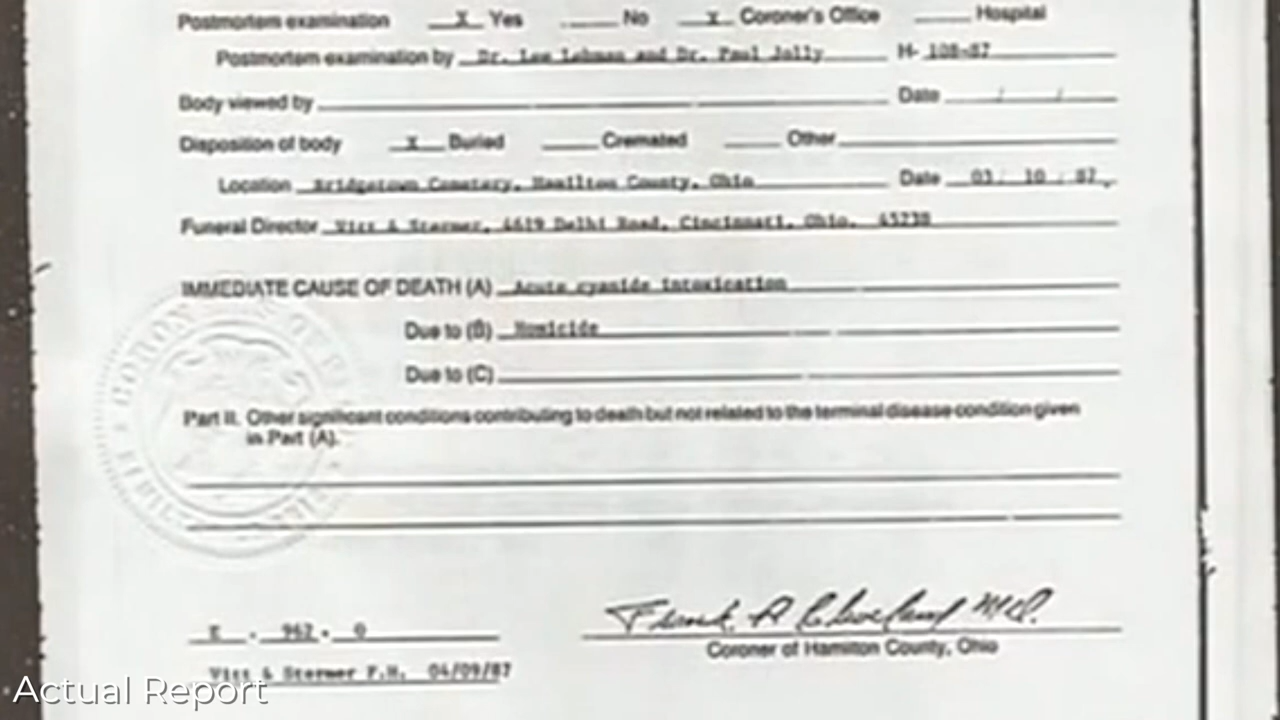 Postmortem examination X Yes No X Coroner's Office Hospital
Postmortem examination by Dr. Lee Lehman and Dr. Paul Jolly H- 108-87
Body viewed by Date / /
Disposition of body X Buried Cremated Other
Location Bridgetown Cemetery, Hamilton County, Ohio Date 03 / 10 / 87
Funeral Director Vitt & Stermer, 4619 Delhi Road, Cincinnati, Ohio, 45238
IMMEDIATE CAUSE OF DEATH (A) Acute cyanide intoxication
Due to (B) Homicide
Due to (C)
Part II. Other significant conditions contributing to death but not related to the terminal disease condition given
in Part (A).
E . 962 . 0
Frank A Cleveland M.D.
Coroner of Hamilton County, Ohio
Vitt & Stermer F.H. 04/09/87
Actual Report